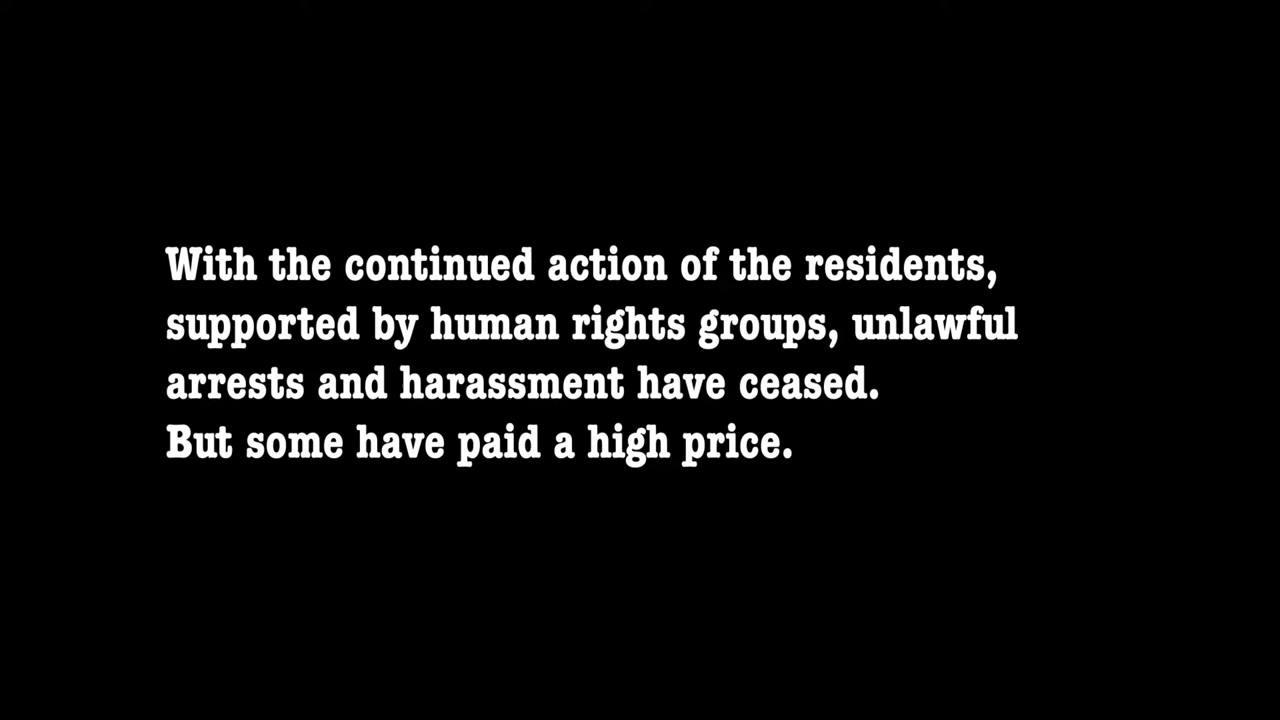 With the continued action of the residents,
supported by human rights groups, unlawful
arrests and harassment have ceased.
But some have paid a high price.